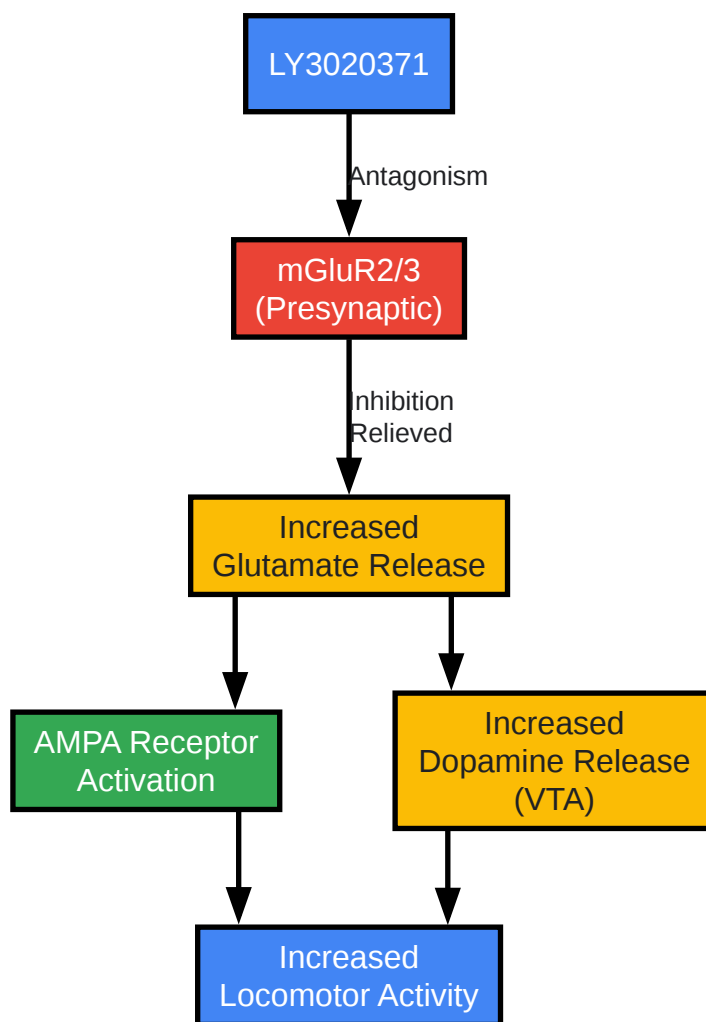 LY3020371
Antagonism
mGluR2/3
(Presynaptic)
Inhibition
Relieved
Increased
Glutamate Release
AMPA Receptor
Activation
Increased
Dopamine Release
(VTA)
Increased
Locomotor Activity